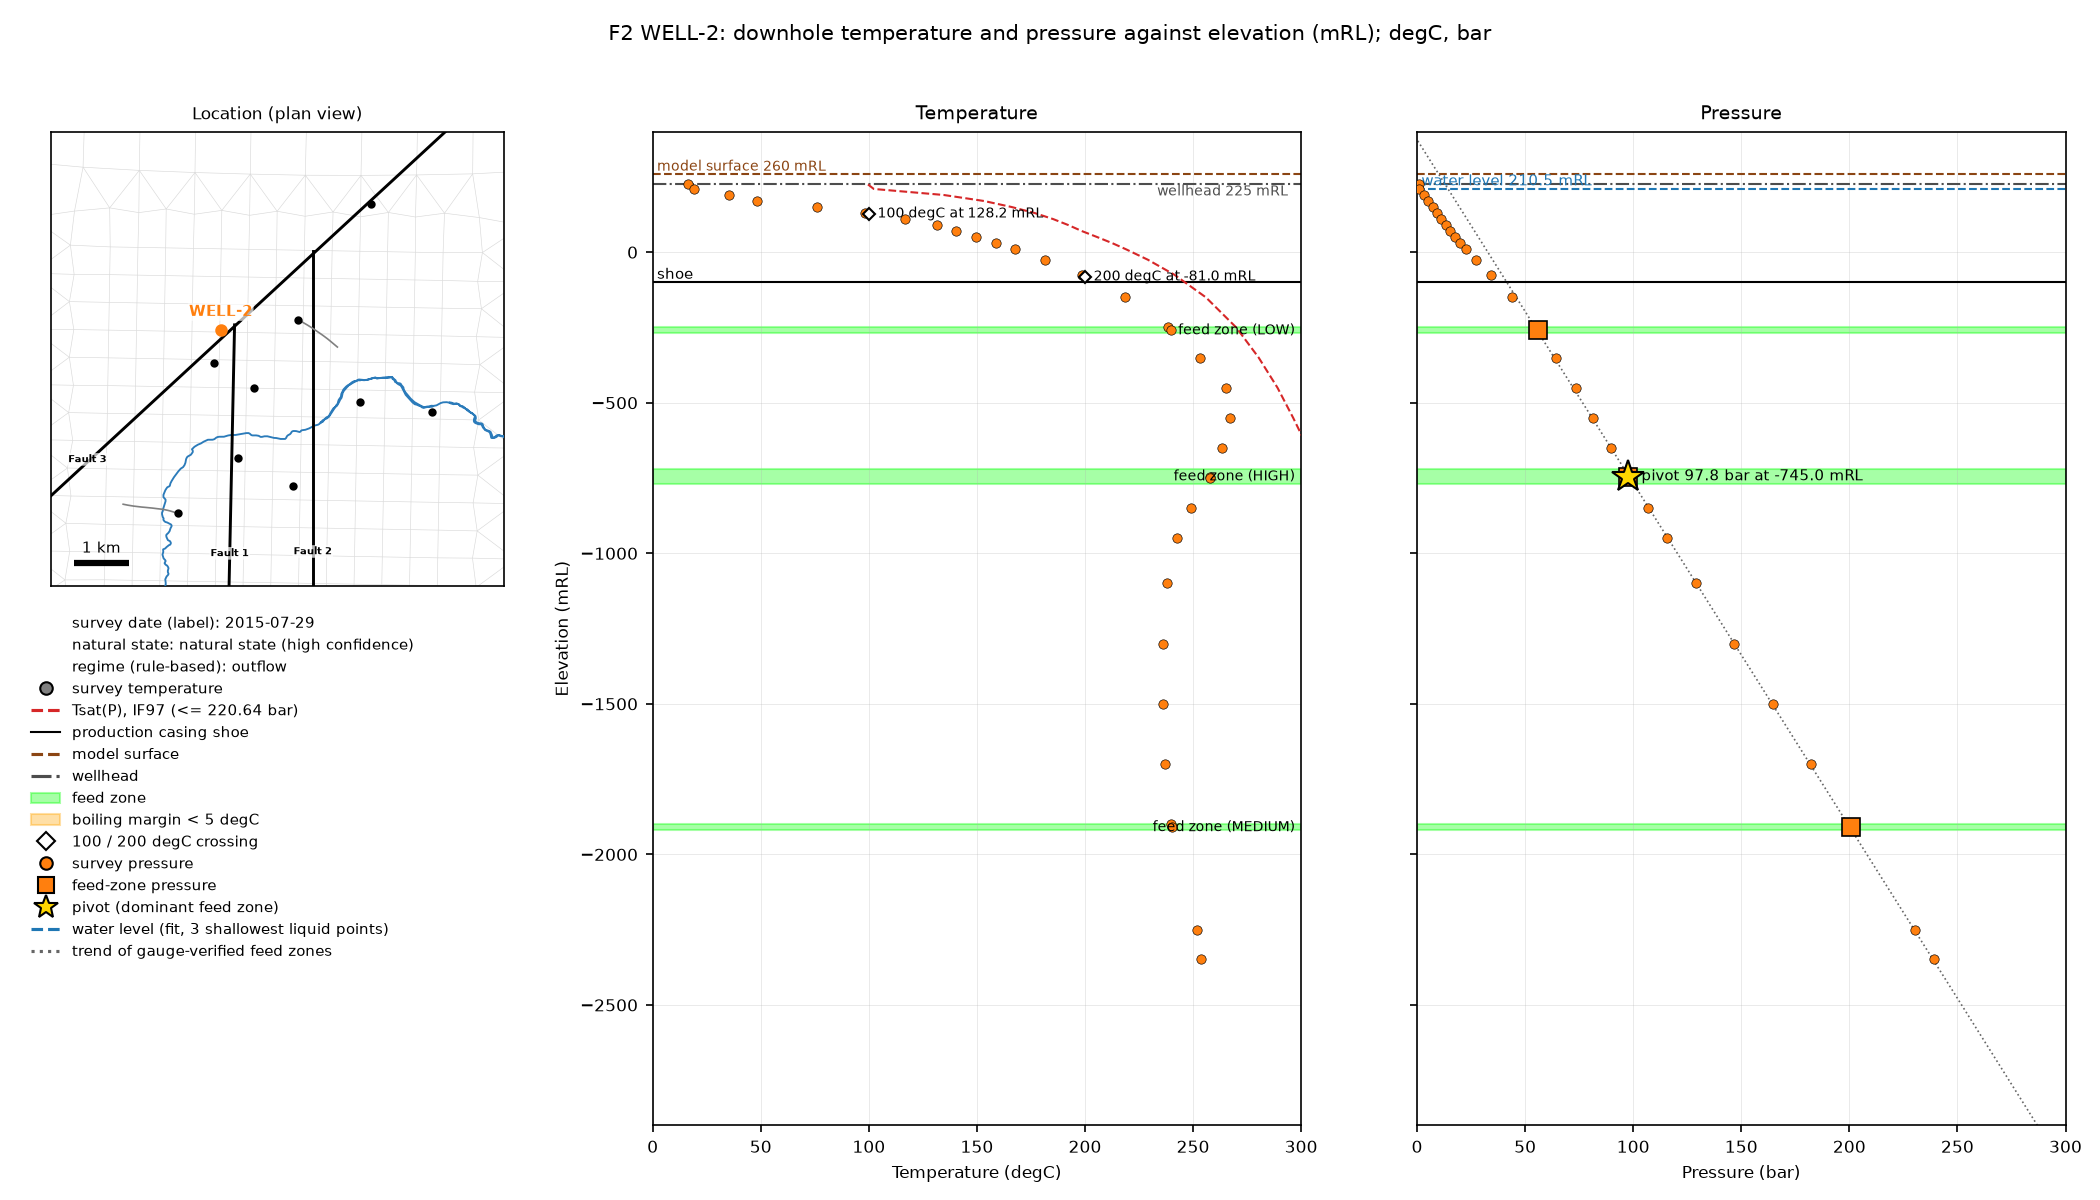 F2 WELL-2: downhole temperature and pressure against elevation (mRL); degC, bar
Location (plan view)
WELL-2
Fault 3
Fault 1
Fault 2
1 km
survey date (label): 2015-07-29
natural state: natural state (high confidence)
regime (rule-based): outflow
survey temperature
Tsat(P), IF97 (<= 220.64 bar)
production casing shoe
model surface
wellhead
feed zone
boiling margin < 5 degC
100 / 200 degC crossing
survey pressure
feed-zone pressure
pivot (dominant feed zone)
water level (fit, 3 shallowest liquid points)
trend of gauge-verified feed zones
Temperature
model surface 260 mRL
wellhead 225 mRL
100 degC at 128.2 mRL
shoe
200 degC at -81.0 mRL
feed zone (LOW)
feed zone (HIGH)
feed zone (MEDIUM)
Elevation (mRL)
0
−500
−1000
−1500
−2000
−2500
0 50 100 150 200 250 300
Temperature (degC)
Pressure
water level 210.5 mRL
pivot 97.8 bar at -745.0 mRL
0 50 100 150 200 250 300
Pressure (bar)